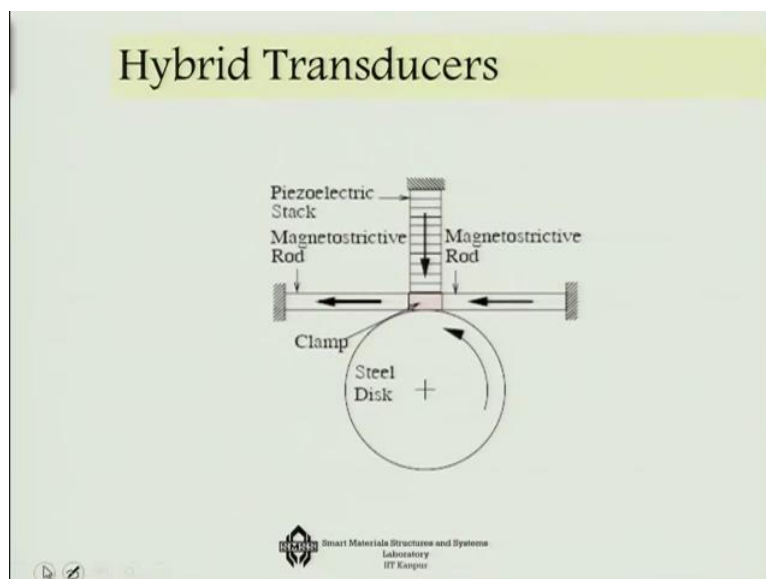 Hybrid Transducers
Piezoelectric
Stack
Magnetostrictive
Rod
Magnetostrictive
Rod
Clamp
Steel
Disk
Smart Materials Structures and Systems
Laboratory
IIT Kanpur